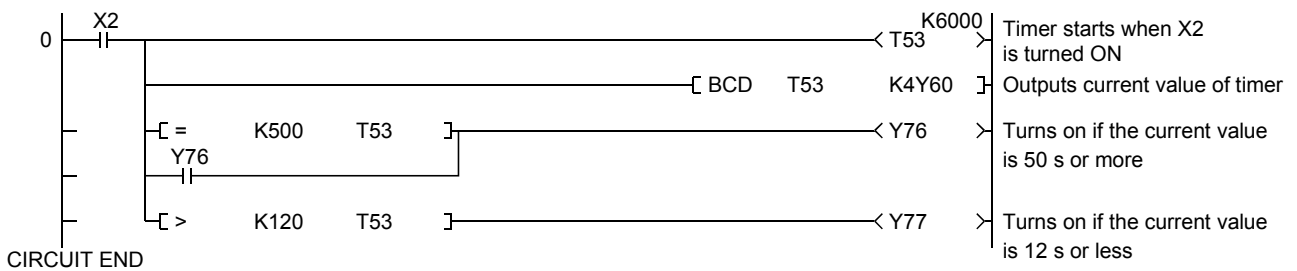 X2
K6000
0
T53
Timer starts when X2
is turned ON
BCD T53 K4Y60
Outputs current value of timer
= K500 T53
Y76
Turns on if the current value
is 50 s or more
Y76
> K120 T53
Y77
Turns on if the current value
is 12 s or less
CIRCUIT END